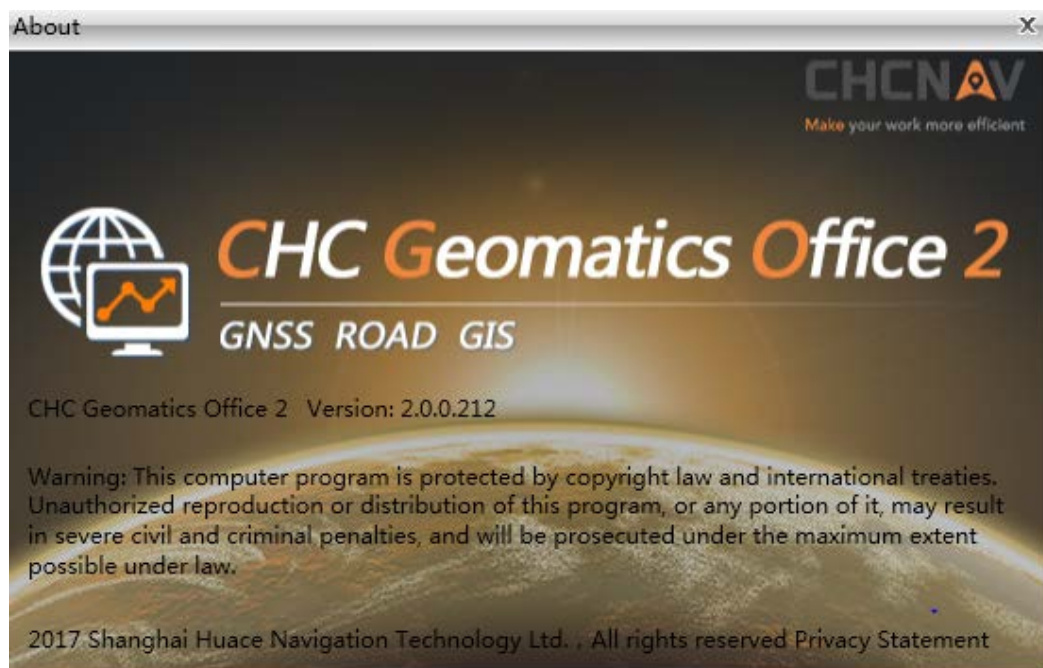 About X
CHCNAV
Make your work more efficient
CHC Geomatics Office 2
GNSS ROAD GIS
CHC Geomatics Office 2 Version: 2.0.0.212
Warning: This computer program is protected by copyright law and international treaties.
Unauthorized reproduction or distribution of this program, or any portion of it, may result
in severe civil and criminal penalties, and will be prosecuted under the maximum extent
possible under law.
2017 Shanghai Huace Navigation Technology Ltd. , All rights reserved Privacy Statement